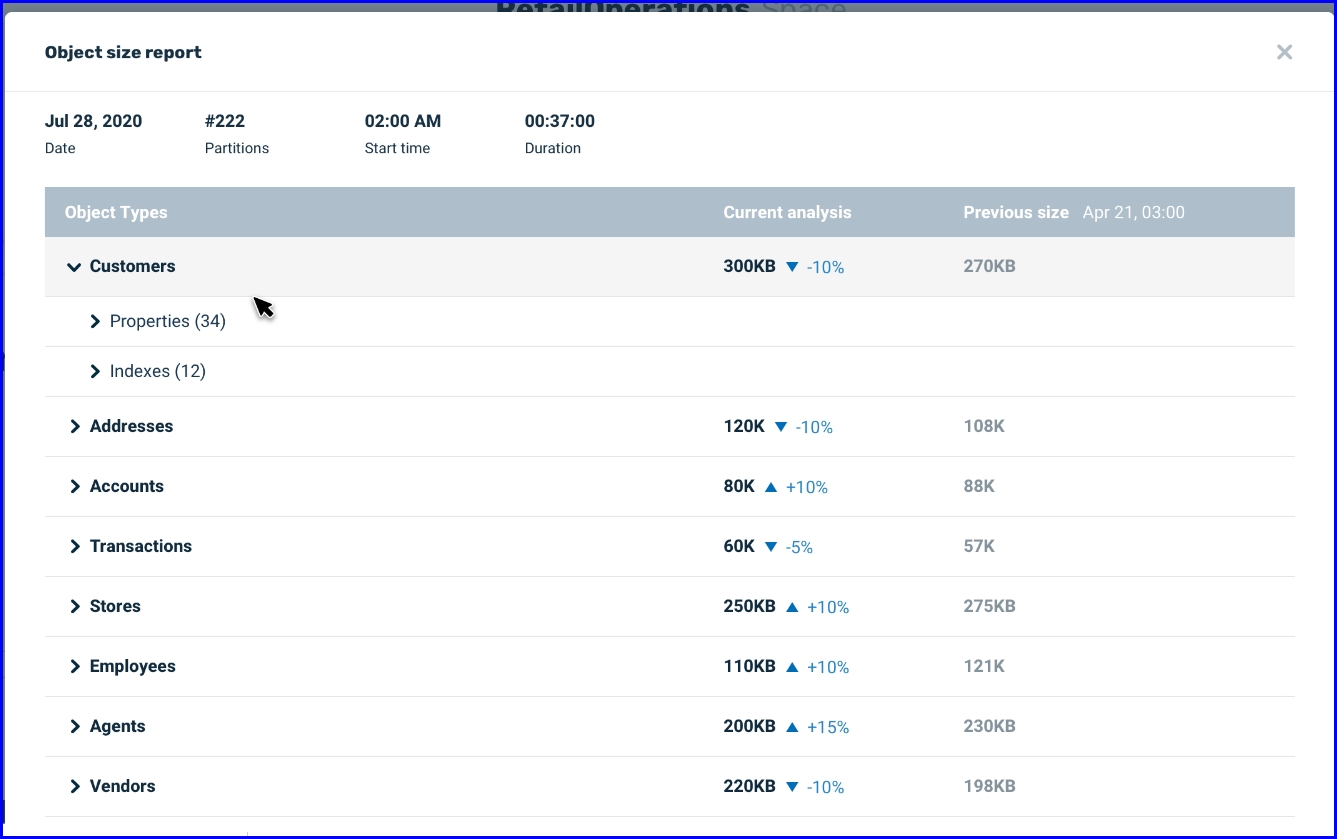 RetailOperations Space
Object size report
Jul 28, 2020 #222 02:00 AM 00:37:00
Date Partitions Start time Duration
Object Types Current analysis Previous size Apr 21, 03:00
Customers 300KB ▼ -10% 270KB
Properties (34)
Indexes (12)
Addresses 120K ▼ -10% 108K
Accounts 80K ▲ +10% 88K
Transactions 60K ▼ -5% 57K
Stores 250KB ▲ +10% 275KB
Employees 110KB ▲ +10% 121K
Agents 200KB ▲ +15% 230KB
Vendors 220KB ▼ -10% 198KB